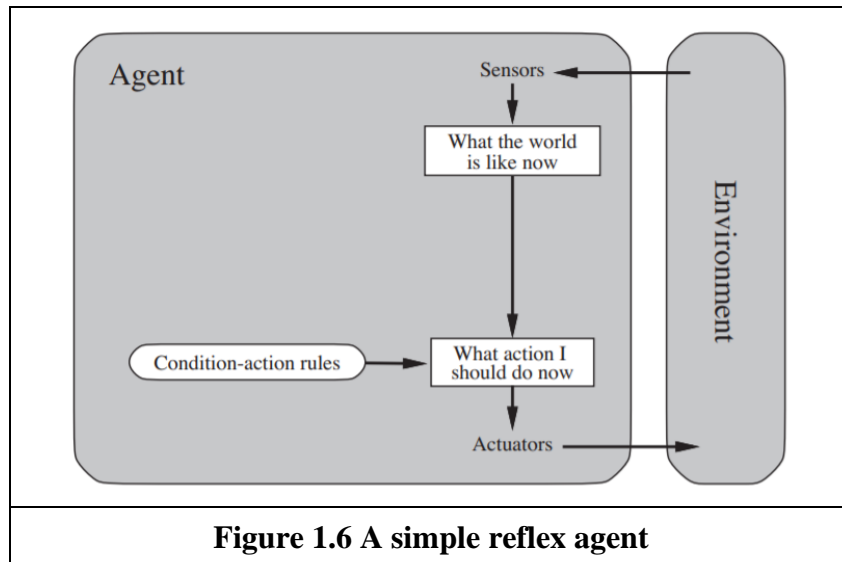 Agent
Sensors
What the world
is like now
Environment
Condition-action rules
What action I
should do now
Actuators
Figure 1.6 A simple reflex agent